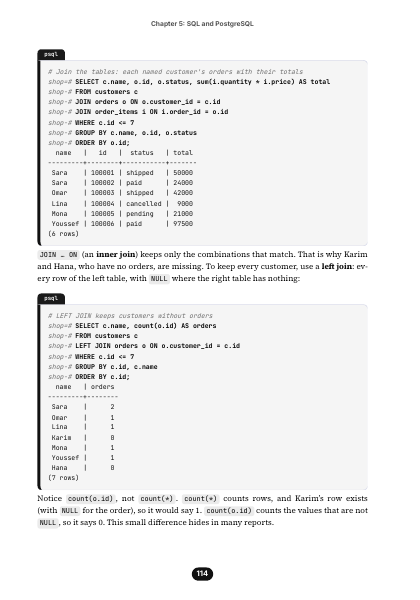 Chapter 5: SQL and PostgreSQL
psql
# Join the tables: each named customer's orders with their totals
shop=# SELECT c.name, o.id, o.status, sum(i.quantity * i.price) AS total
shop-# FROM customers c
shop-# JOIN orders o ON o.customer_id = c.id
shop-# JOIN order_items i ON i.order_id = o.id
shop-# WHERE c.id <= 7
shop-# GROUP BY c.name, o.id, o.status
shop-# ORDER BY o.id;
  name   |   id   |  status   | total
---------+--------+-----------+-------
 Sara    | 100001 | shipped   | 50000
 Sara    | 100002 | paid      | 24000
 Omar    | 100003 | shipped   | 42000
 Lina    | 100004 | cancelled |  9000
 Mona    | 100005 | pending   | 21000
 Youssef | 100006 | paid      | 97500
(6 rows)
JOIN … ON (an inner join) keeps only the combinations that match. That is why Karim
and Hana, who have no orders, are missing. To keep every customer, use a left join: ev-
ery row of the left table, with NULL where the right table has nothing:
psql
# LEFT JOIN keeps customers without orders
shop=# SELECT c.name, count(o.id) AS orders
shop-# FROM customers c
shop-# LEFT JOIN orders o ON o.customer_id = c.id
shop-# WHERE c.id <= 7
shop-# GROUP BY c.id, c.name
shop-# ORDER BY c.id;
  name   | orders
---------+--------
 Sara    |      2
 Omar    |      1
 Lina    |      1
 Karim   |      0
 Mona    |      1
 Youssef |      1
 Hana    |      0
(7 rows)
Notice count(o.id), not count(*). count(*) counts rows, and Karim's row exists
(with NULL for the order), so it would say 1. count(o.id) counts the values that are not
NULL, so it says 0. This small difference hides in many reports.
114